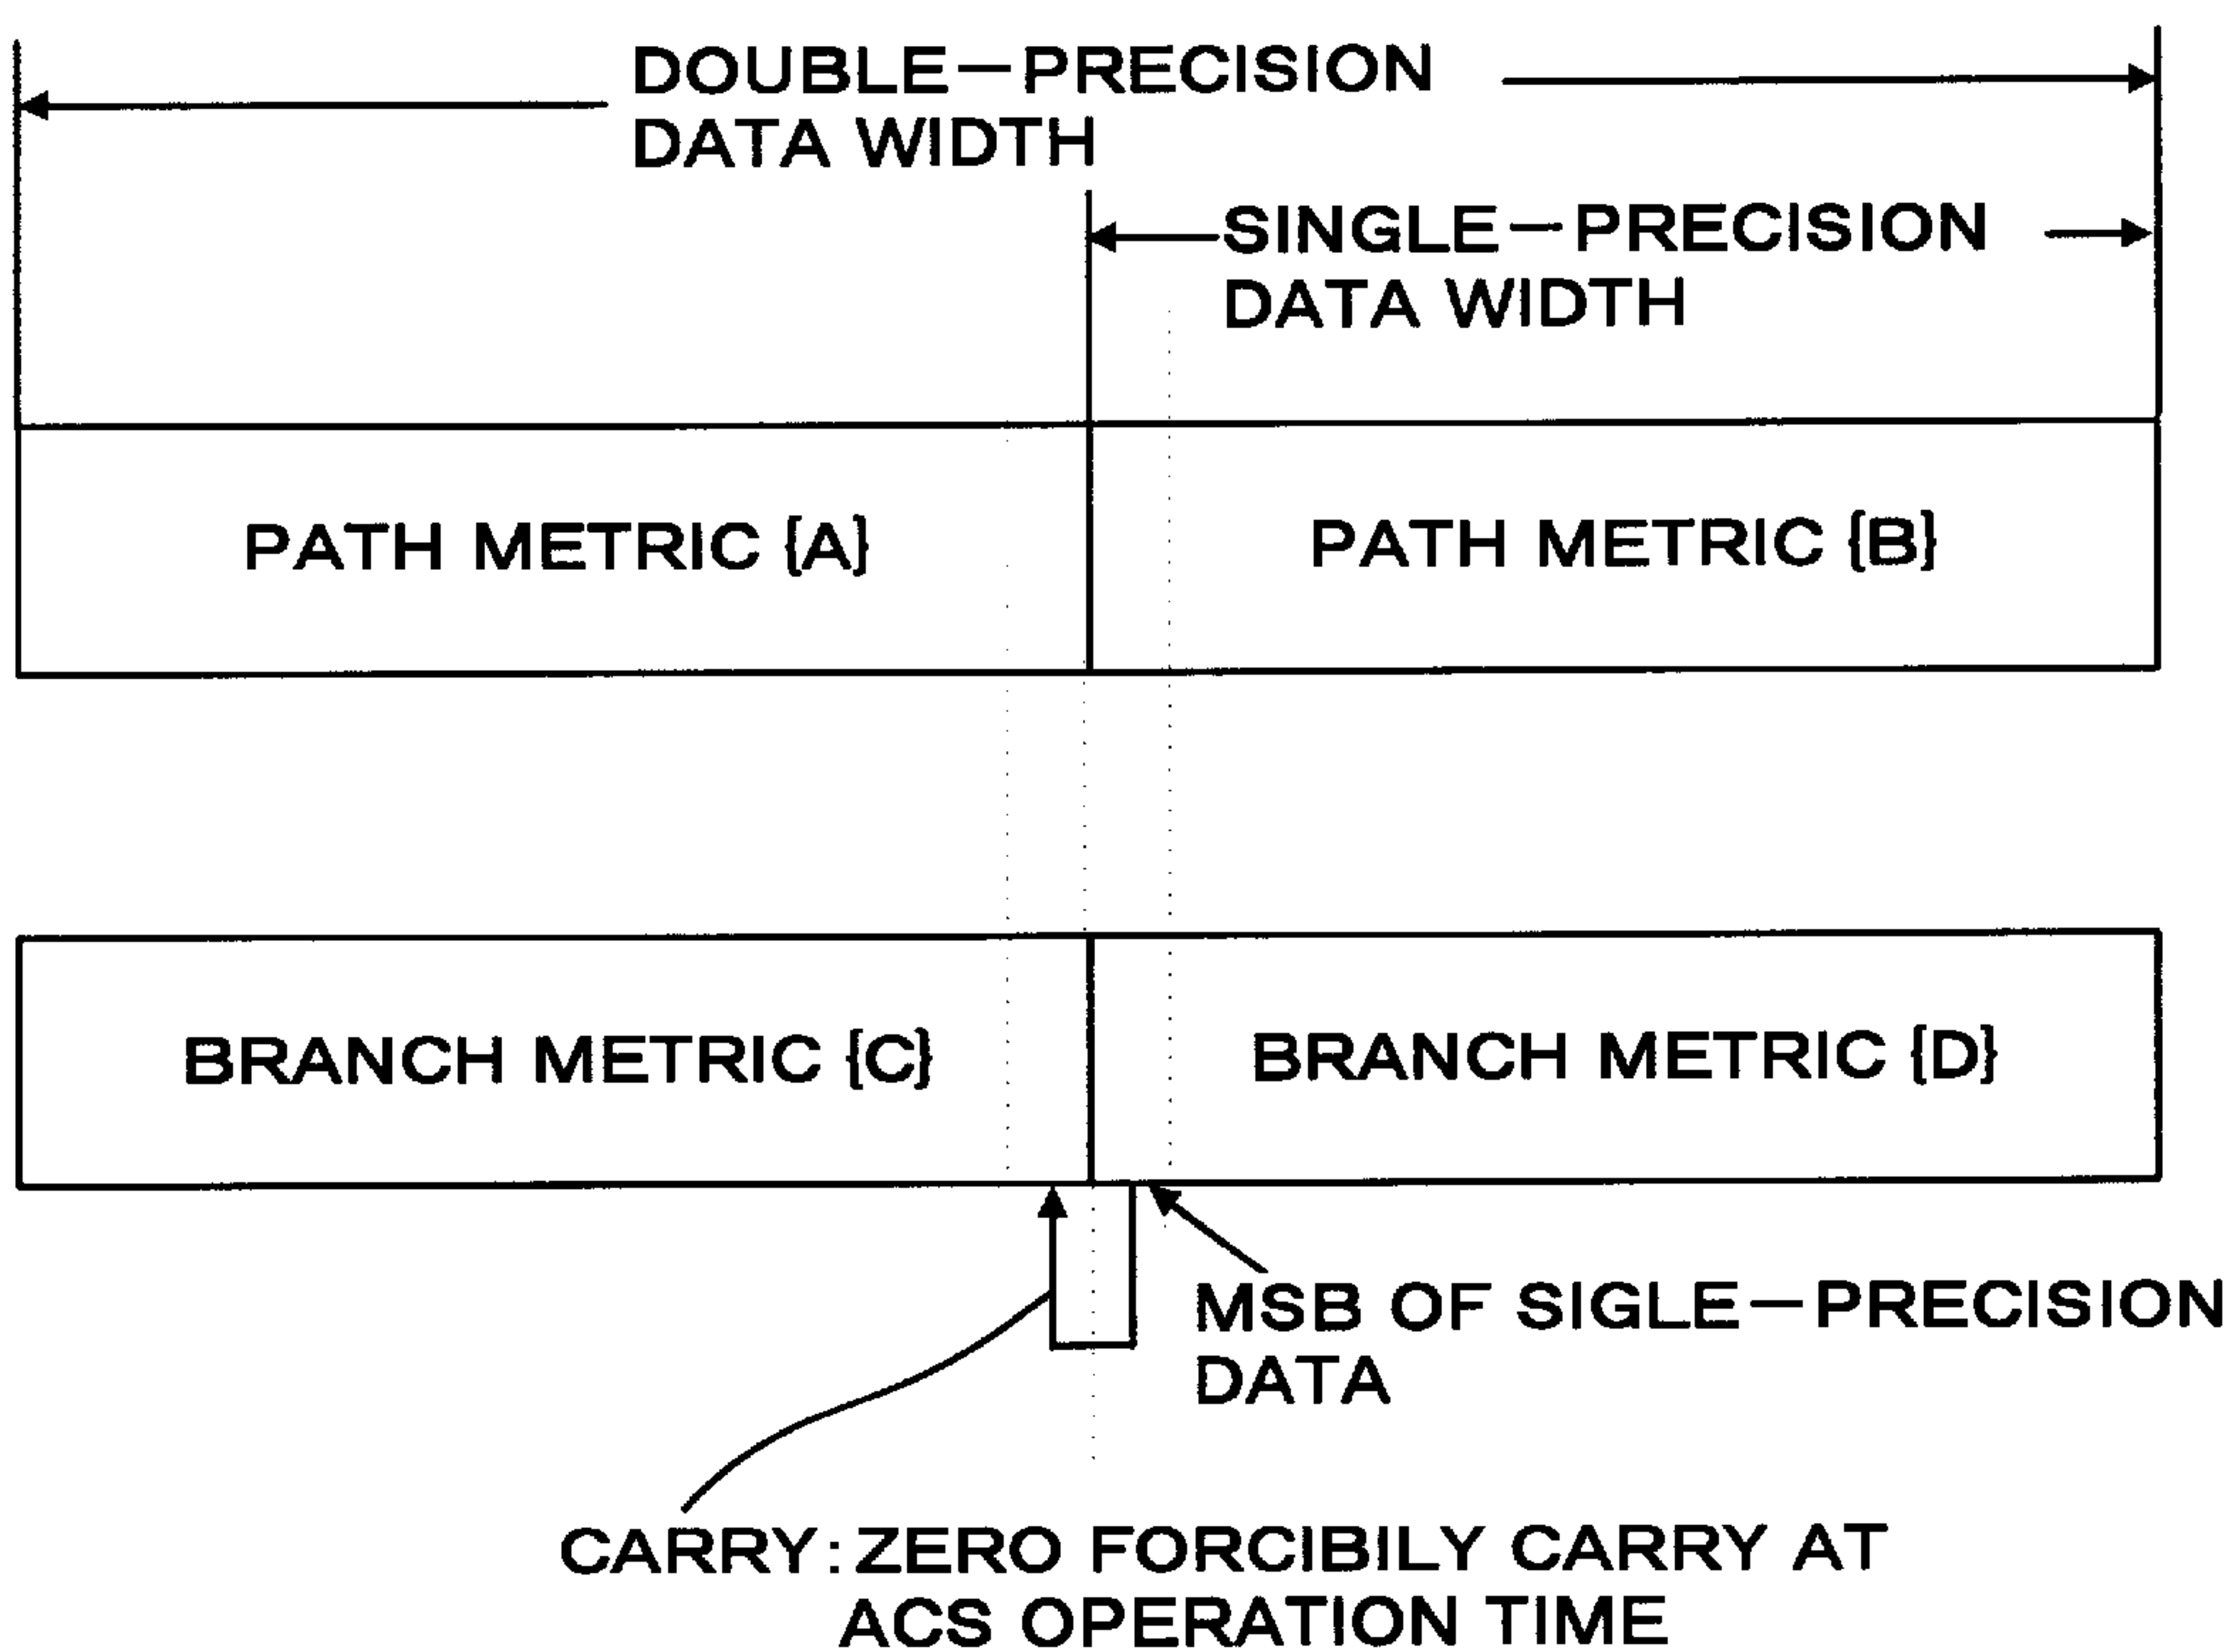 DOUBLE—PRECISION
DATA WIDTH
SINGLE—PRECISION
DATA WIDTH
PATH METRIC {A}
PATH METRIC {B}
BRANCH METRIC {C}
BRANCH METRIC {D}
MSB OF SIGLE—PRECISION
DATA
CARRY:ZERO FORCIBILY CARRY AT
ACS OPERATION TIME